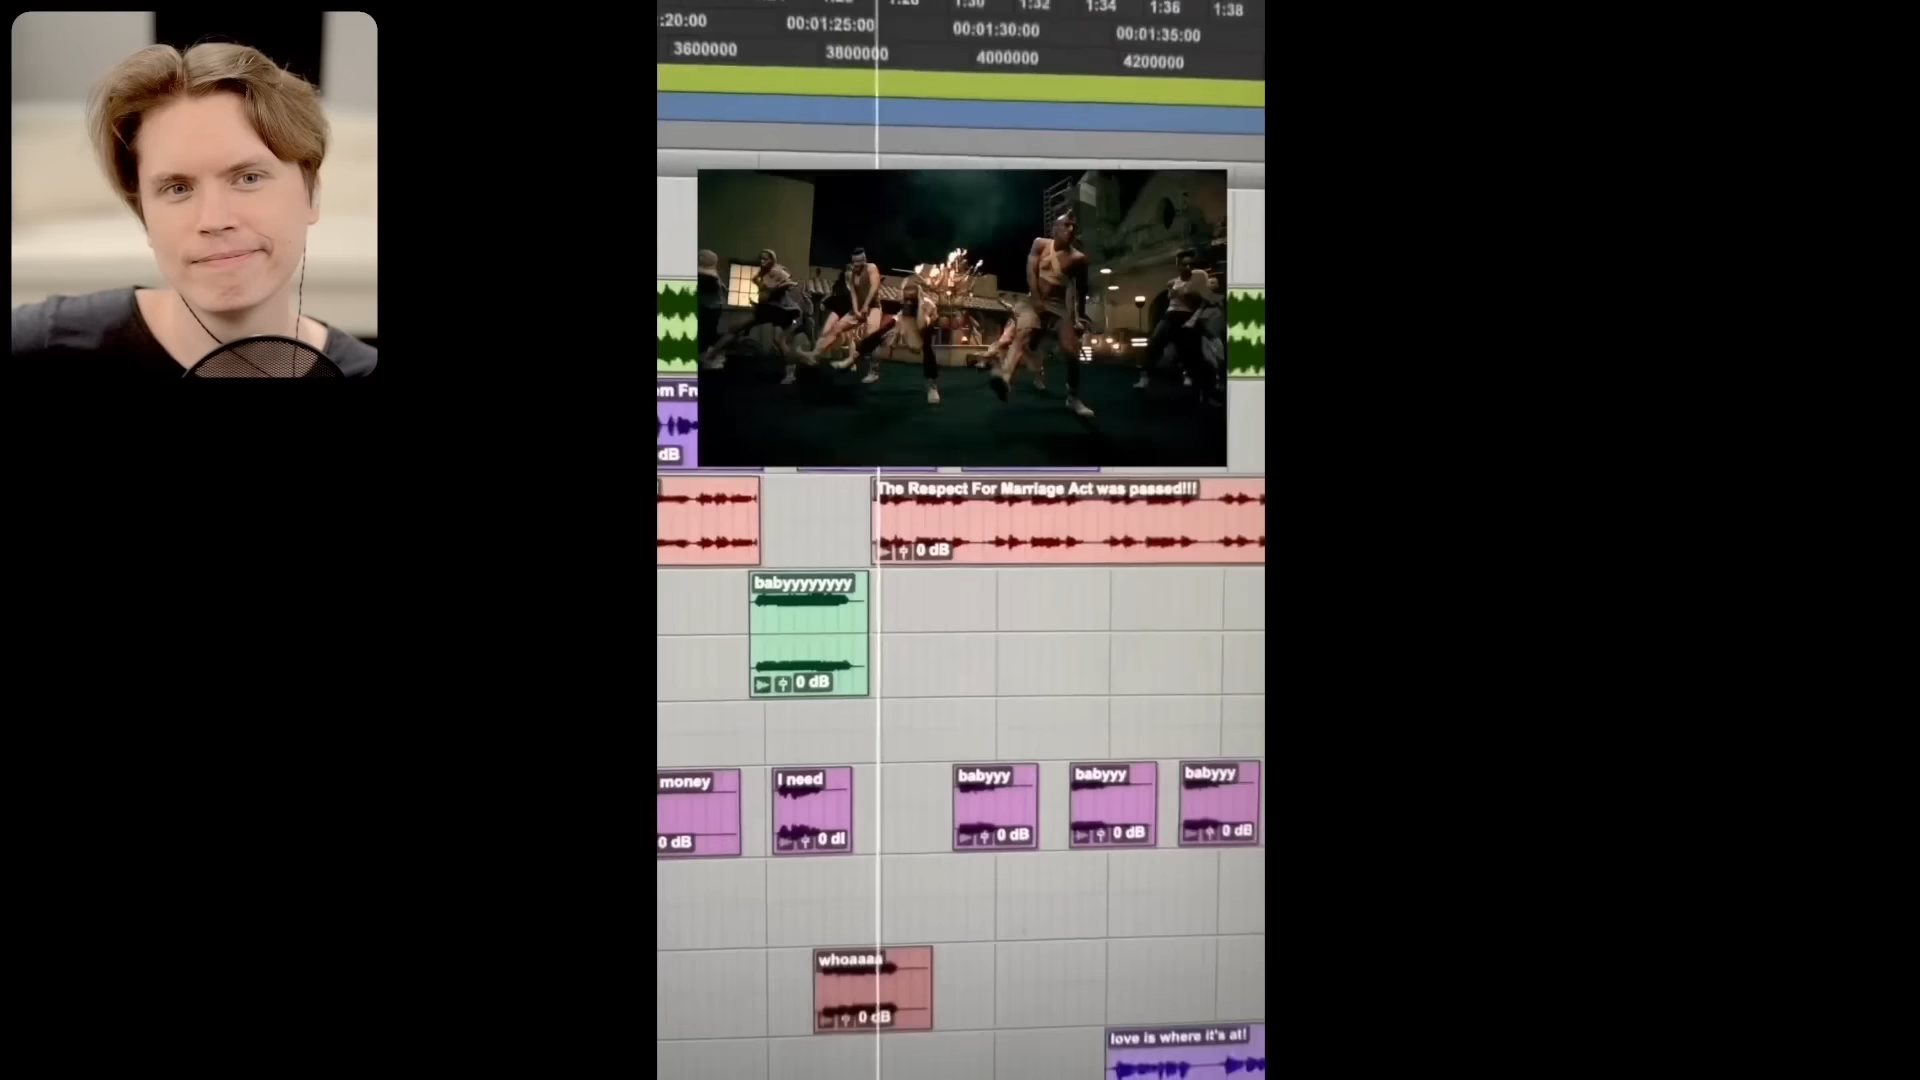 1:28 1:30 1:32 1:34 1:36 1:38
:20:00 00:01:25:00 00:01:30:00 00:01:35:00
3600000 3800000 4000000 4200000
dB
The Respect For Marriage Act was passed!!!
0 dB
babyyyyyyyy
0 dB
money
0 dB
I need
babyyy
0 dB
babyyy
0 dB
babyyy
0 dB
whoaaaa
0 dB
love is where it's at!